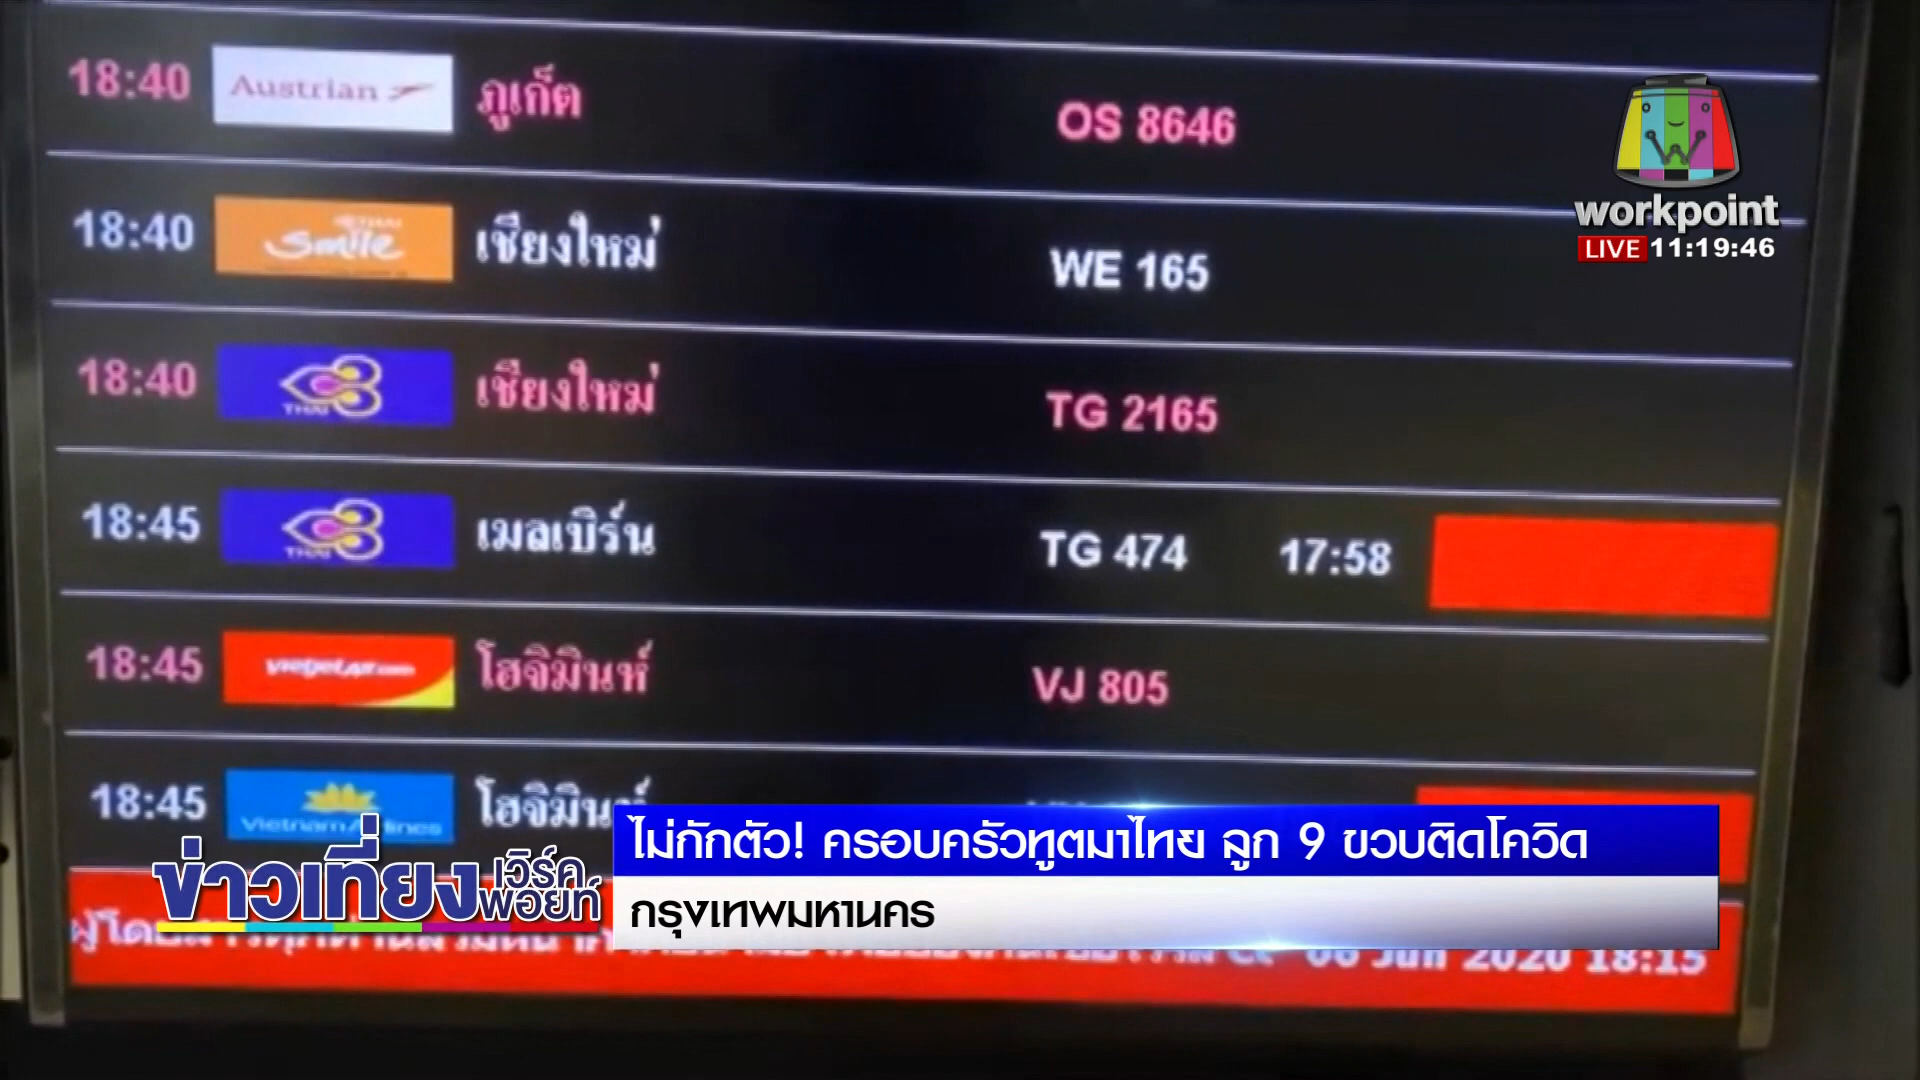 18:40 Austrian ภูเก็ต OS 8646
workpoint
LIVE 11:19:46
18:40 THAI Smile เชียงใหม่ WE 165
18:40 THAI เชียงใหม่ TG 2165
18:45 THAI เมลเบิร์น TG 474 17:58
18:45 VietjetAir.com โฮจิมินห์ VJ 805
18:45 Vietnam Airlines โฮจิมินห์
ข่าวเที่ยง เวิร์คพอยท์
ไม่กักตัว! ครอบครัวทูตมาไทย ลูก 9 ขวบติดโควิด
กรุงเทพมหานคร
06 Jun 2020 18:15